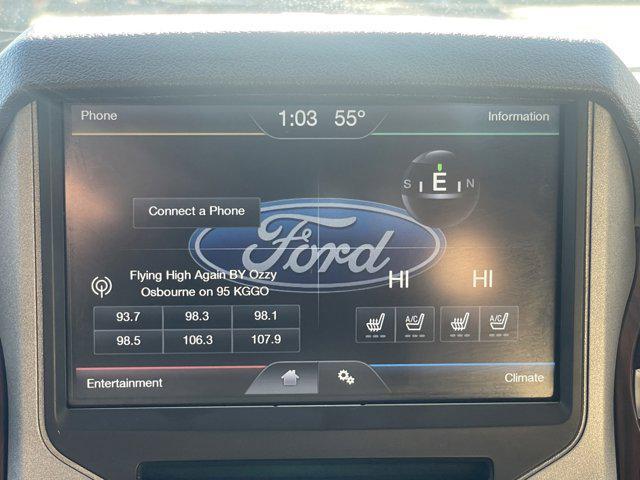 Phone
1:03 55°
Information
S E N
Connect a Phone
Ford
Flying High Again BY Ozzy
Osbourne on 95 KGGO
HI HI
93.7 98.3 98.1
98.5 106.3 107.9
A/C A/C
Entertainment
Climate